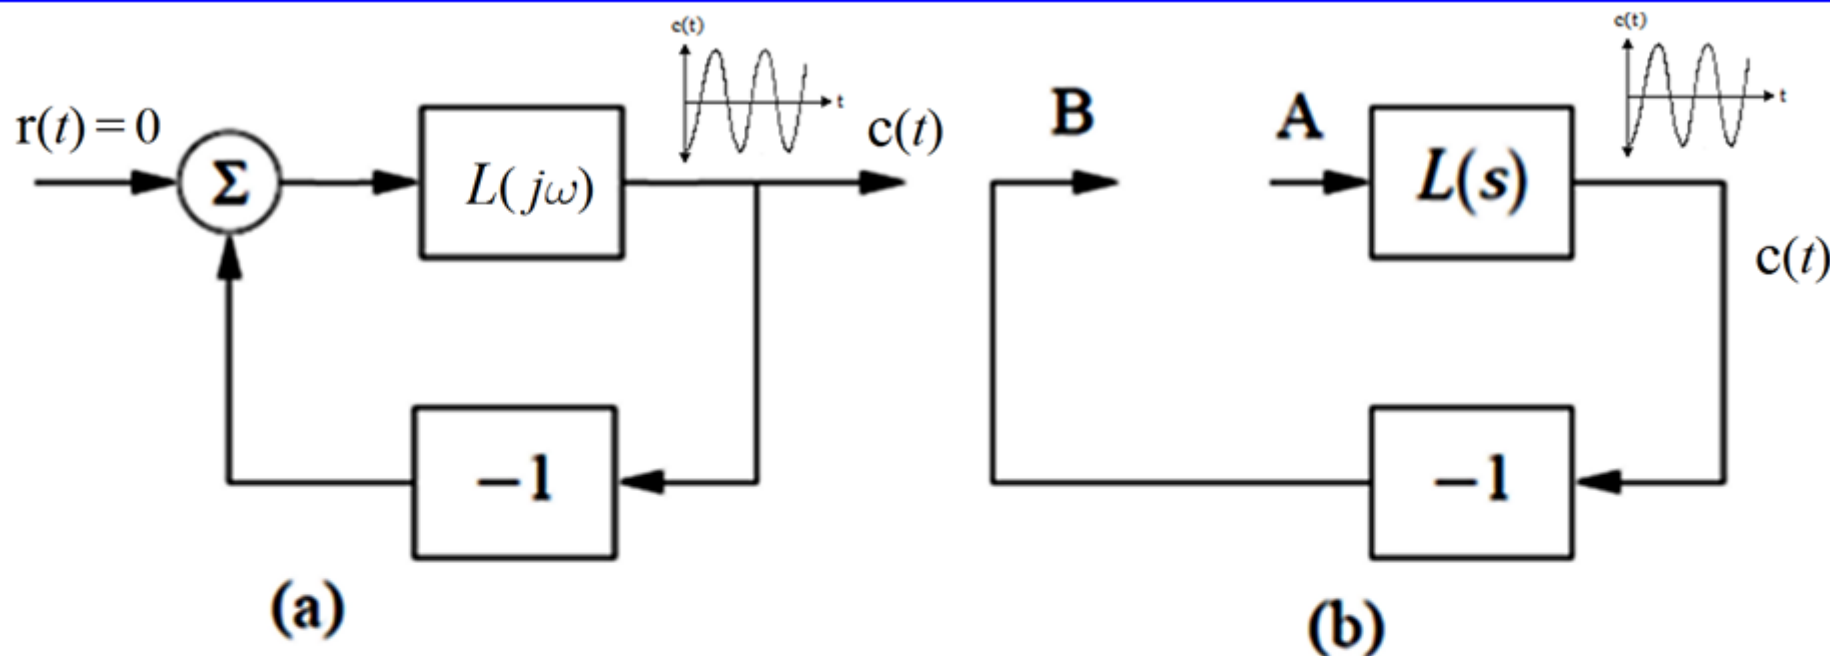 c(t)
t
r(t) = 0
Σ
L(jω)
c(t)
−1
(a)
c(t)
t
B
A
L(s)
c(t)
−1
(b)